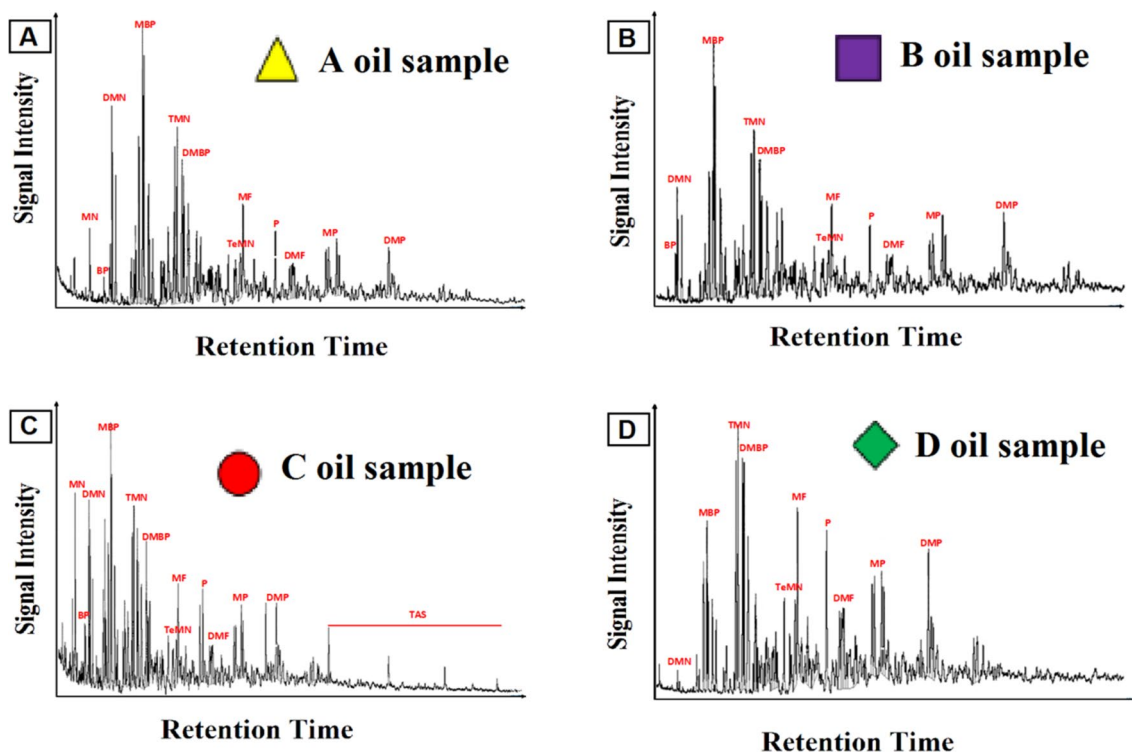 A
A oil sample
MBP
DMN
TMN
DMBP
MN
BP
MF
P
TeMN
DMF
MP
DMP
Signal Intensity
Retention Time
B
B oil sample
MBP
TMN
DMBP
DMN
BP
MF
TeMN
P
DMF
MP
DMP
Signal Intensity
Retention Time
C
C oil sample
MBP
MN
DMN
TMN
DMBP
BP
MF
P
TeMN
DMF
MP
DMP
TAS
Signal Intensity
Retention Time
D
D oil sample
TMN
DMBP
MBP
MF
P
TeMN
DMF
MP
DMP
DMN
Signal Intensity
Retention Time